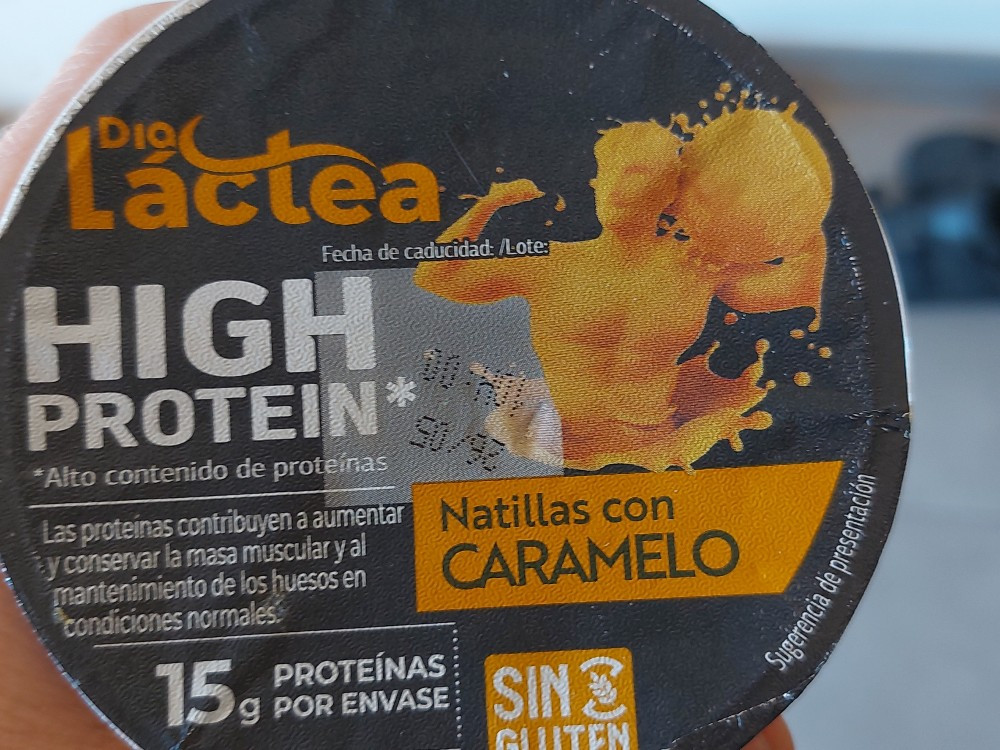 Dia
Láctea
Fecha de caducidad: /Lote:
HIGH
PROTEIN*
*Alto contenido de proteínas
Las proteínas contribuyen a aumentar
y conservar la masa muscular y al
mantenimiento de los huesos en
condiciones normales.
Natillas con
CARAMELO
Sugerencia de presentación
15g PROTEÍNAS
POR ENVASE
SIN
GLUTEN